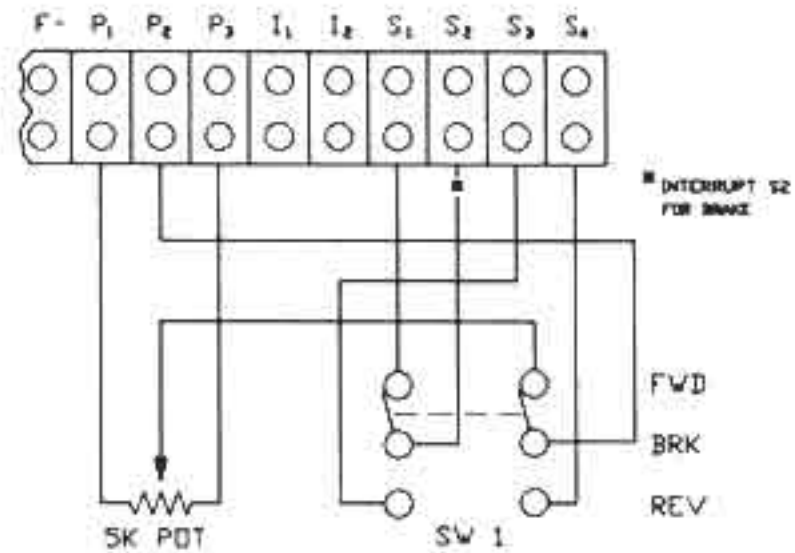 F- P₁ P₂ P₃ I₁ I₂ S₁ S₂ S₃ S₄
■ INTERRUPT S2
FOR BRAKE
■
FWD
BRK
REV
5K POT
SW 1